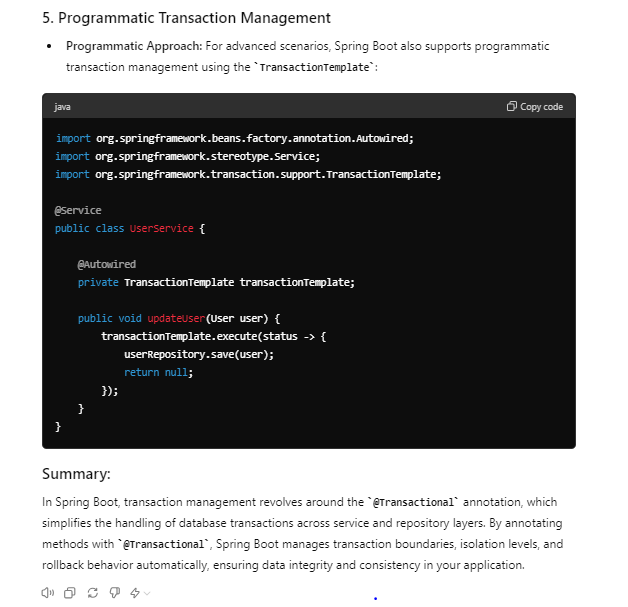 5. Programmatic Transaction Management
• Programmatic Approach: For advanced scenarios, Spring Boot also supports programmatic
transaction management using the `TransactionTemplate`:
java
Copy code
import org.springframework.beans.factory.annotation.Autowired;
import org.springframework.stereotype.Service;
import org.springframework.transaction.support.TransactionTemplate;
@Service
public class UserService {
@Autowired
private TransactionTemplate transactionTemplate;
public void updateUser(User user) {
transactionTemplate.execute(status -> {
userRepository.save(user);
return null;
});
}
}
Summary:
In Spring Boot, transaction management revolves around the `@Transactional` annotation, which
simplifies the handling of database transactions across service and repository layers. By annotating
methods with `@Transactional`, Spring Boot manages transaction boundaries, isolation levels, and
rollback behavior automatically, ensuring data integrity and consistency in your application.